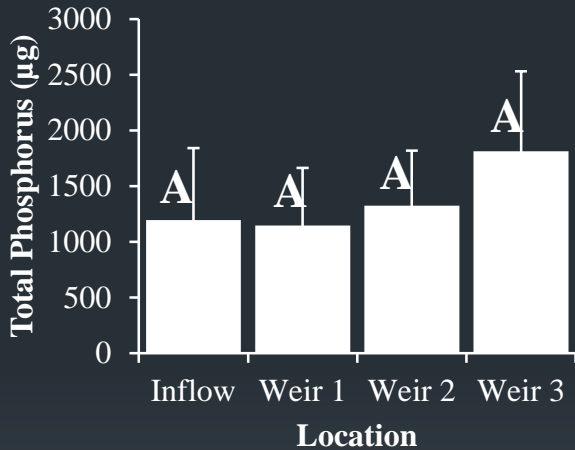 Total Phosphorus (µg)
3000
2500
2000
1500
1000
500
0
A
A
A
A
Inflow
Weir 1
Weir 2
Weir 3
Location